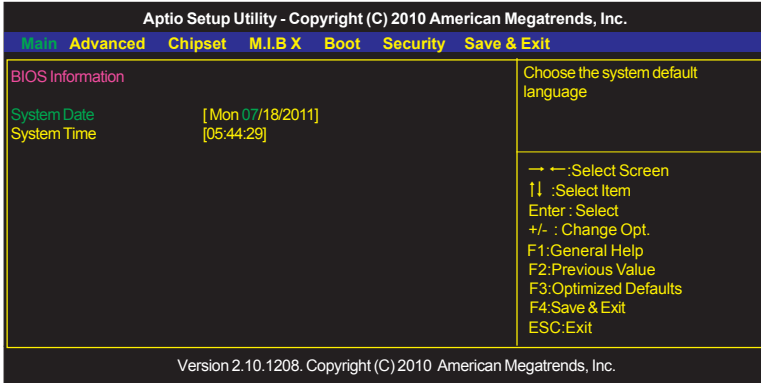 Aptio Setup Utility - Copyright (C) 2010 American Megatrends, Inc.
Main Advanced Chipset M.I.B X Boot Security Save & Exit
BIOS Information
System Date [ Mon 07/18/2011]
System Time [05:44:29]
Choose the system default
language
→ ←:Select Screen
↑↓ :Select Item
Enter : Select
+/- : Change Opt.
F1:General Help
F2:Previous Value
F3:Optimized Defaults
F4:Save & Exit
ESC:Exit
Version 2.10.1208. Copyright (C) 2010 American Megatrends, Inc.